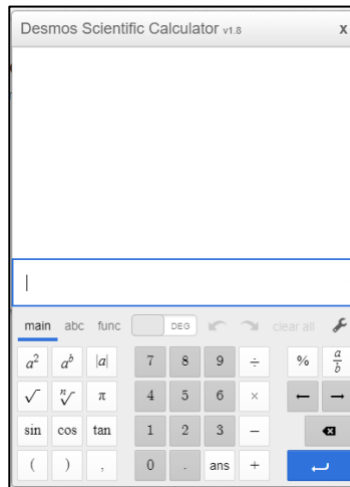 Desmos Scientific Calculator v1.8 x
main abc func DEG clear all
a² aᵇ |a| 7 8 9 ÷ % a/b
√ ⁿ√ π 4 5 6 × ← →
sin cos tan 1 2 3 −
( ) , 0 . ans +